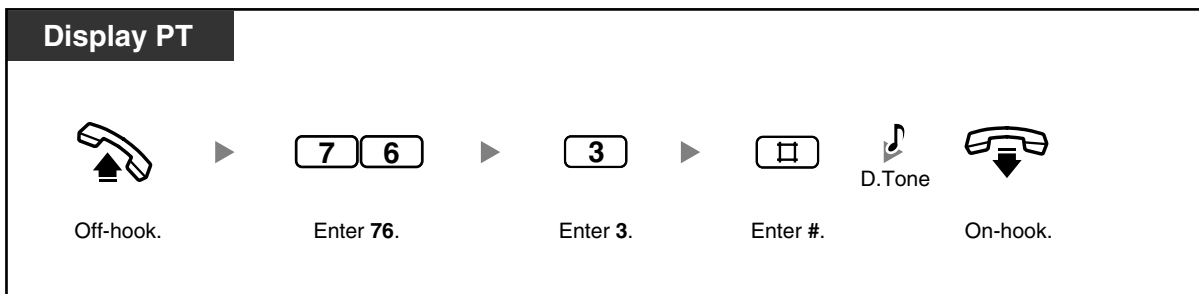 Display PT
7 6 3 #
D.Tone
Off-hook. Enter 76. Enter 3. Enter #. On-hook.